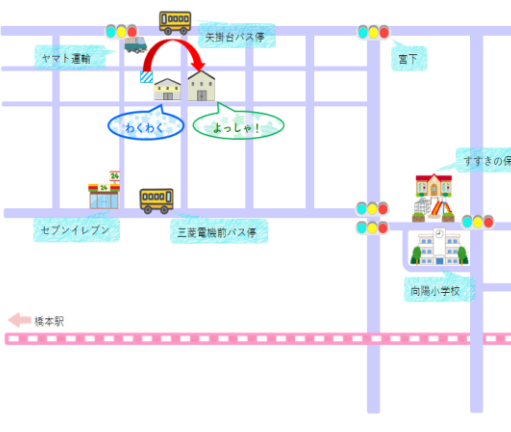 矢掛台バス停
ヤマト運輸
宮下
わくわく
よっしゃ！
すすきの保
24
24
セブンイレブン
三菱電機前バス停
向陽小学校
橋本駅